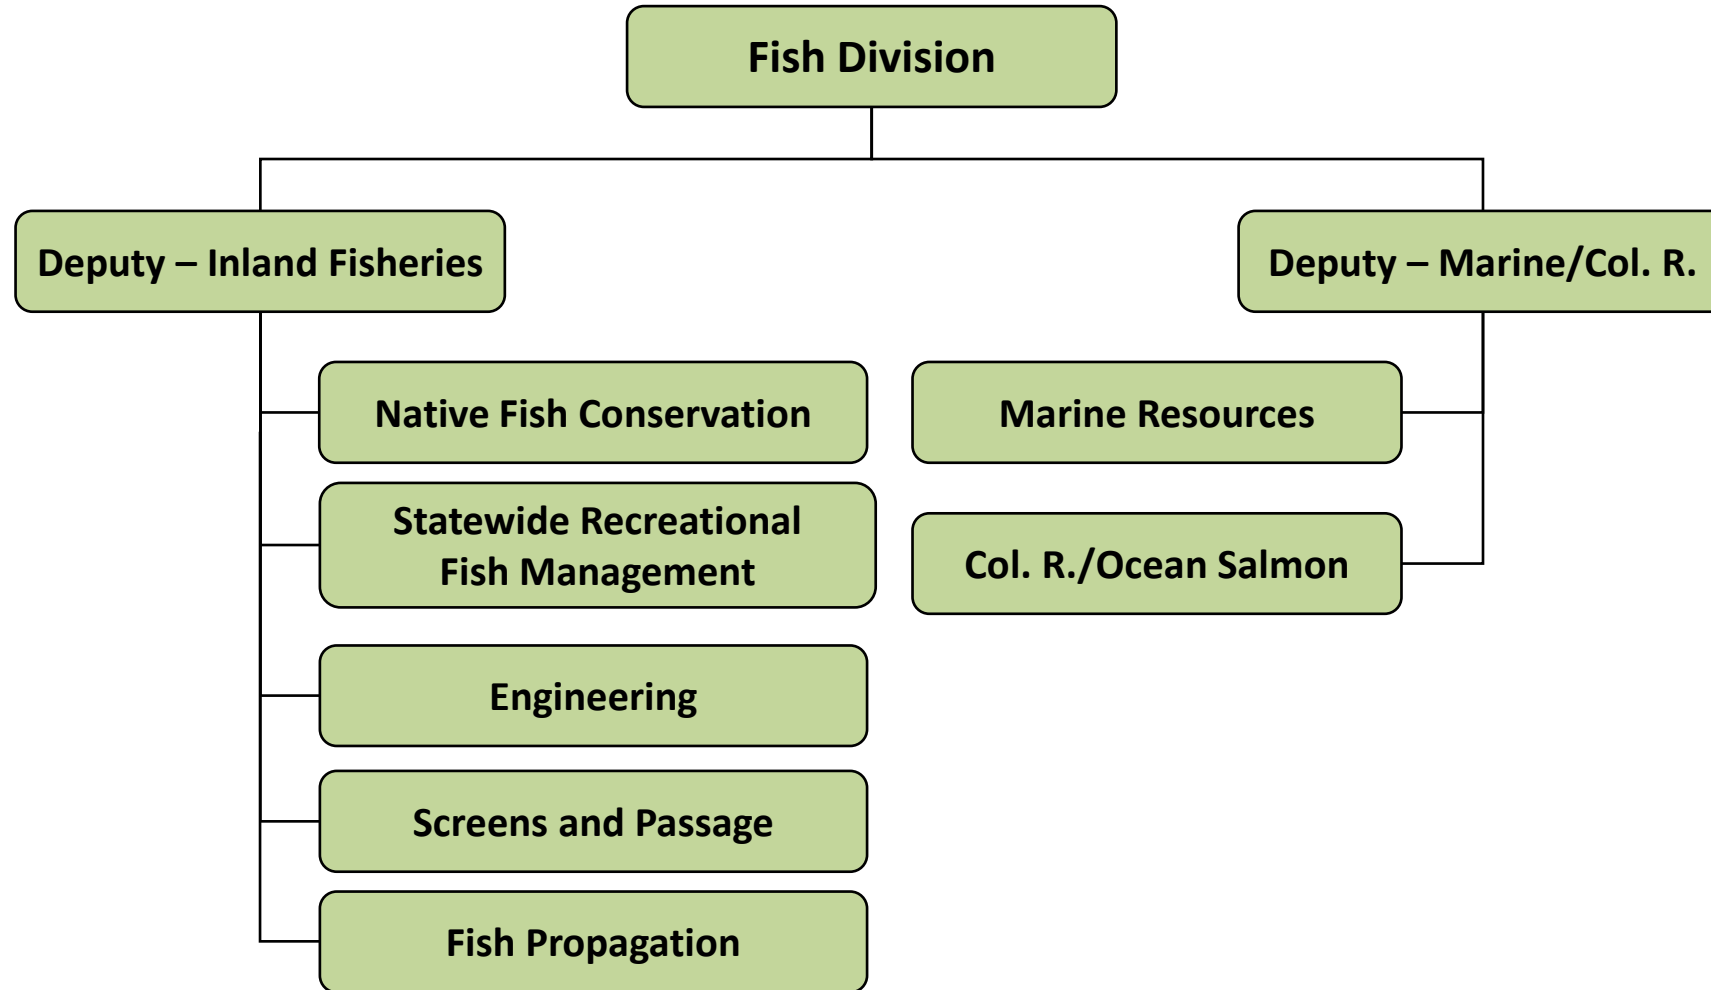 Fish Division
Deputy – Inland Fisheries
Deputy – Marine/Col. R.
Native Fish Conservation
Marine Resources
Statewide Recreational
Fish Management
Col. R./Ocean Salmon
Engineering
Screens and Passage
Fish Propagation